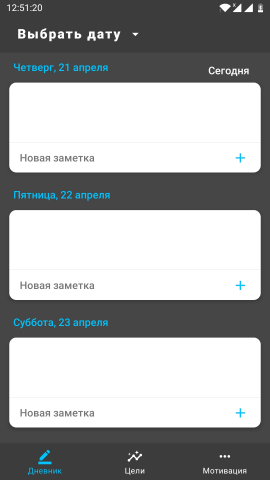 12:51:20
Выбрать дату
Четверг, 21 апреля
Сегодня
Новая заметка
Пятница, 22 апреля
Новая заметка
Суббота, 23 апреля
Новая заметка
Дневник Цели Мотивация